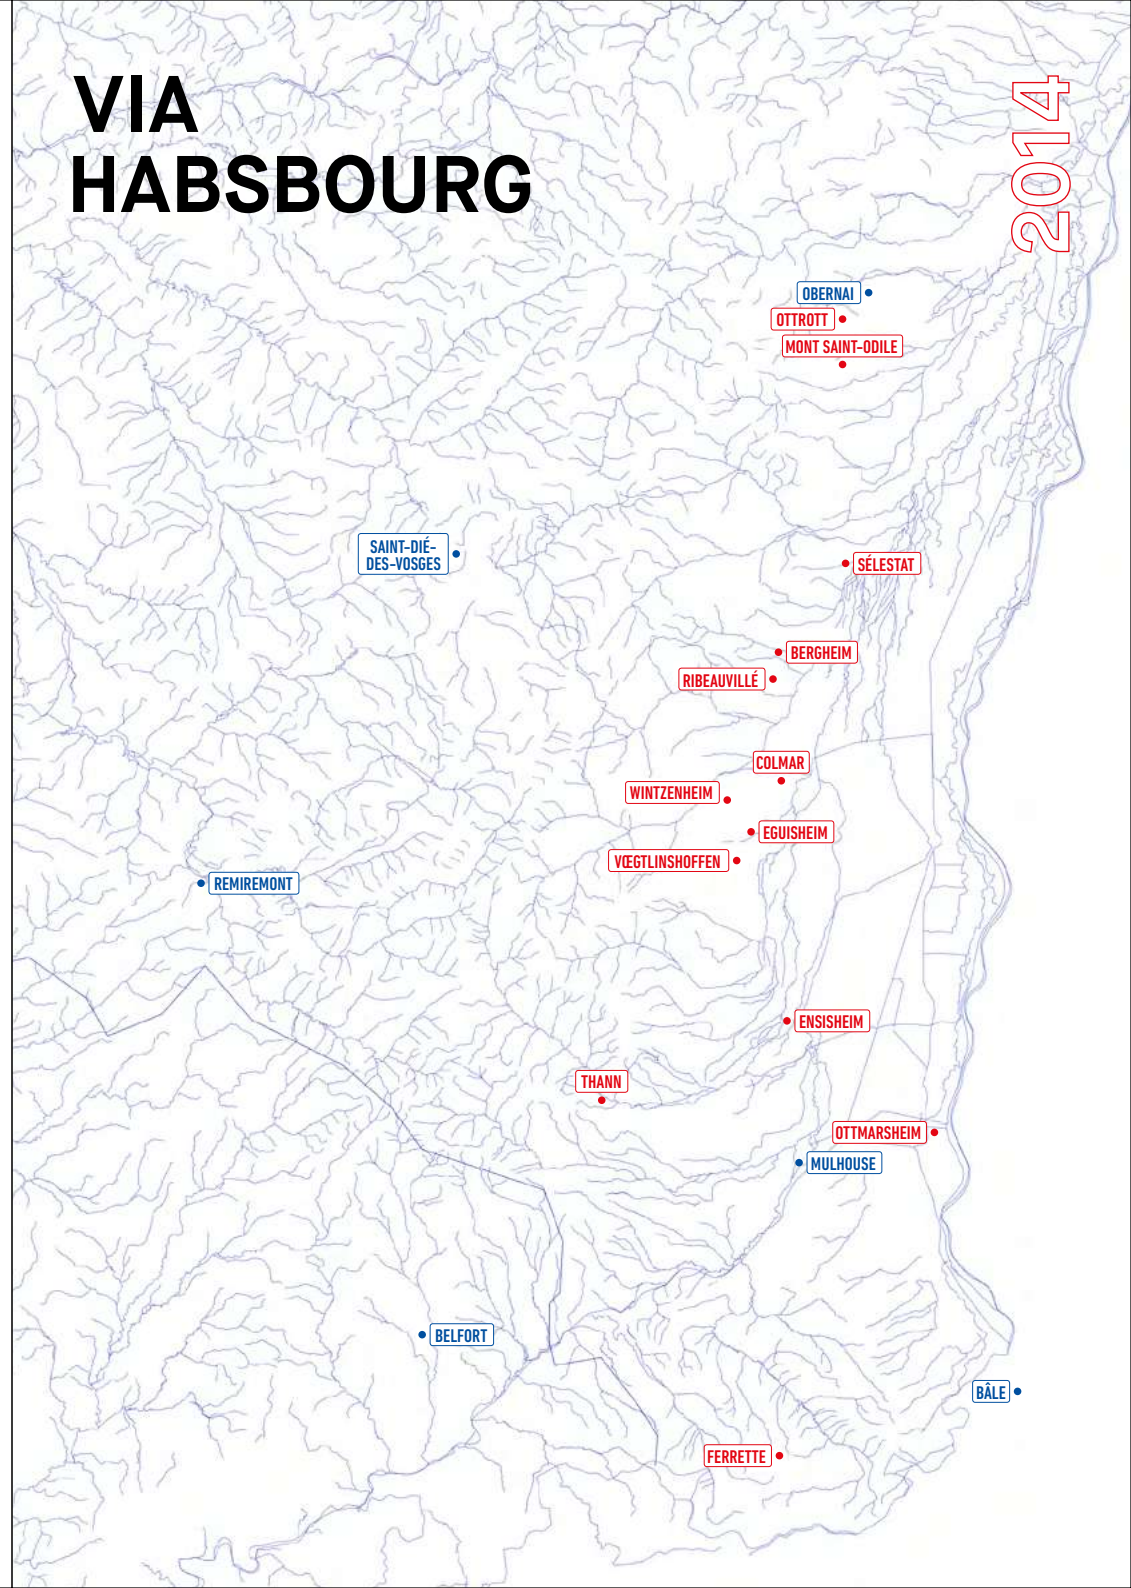 VIA
HABSBOURG
2014
OBERNAI
OTTROTT
MONT SAINT-ODILE
SAINT-DIÉ-
DES-VOSGES
SÉLESTAT
BERGHEIM
RIBEAUVILLÉ
COLMAR
WINTZENHEIM
EGUISHEIM
VŒGTLINSHOFFEN
REMIREMONT
ENSISHEIM
THANN
OTTMARSHEIM
MULHOUSE
BELFORT
BÂLE
FERRETTE